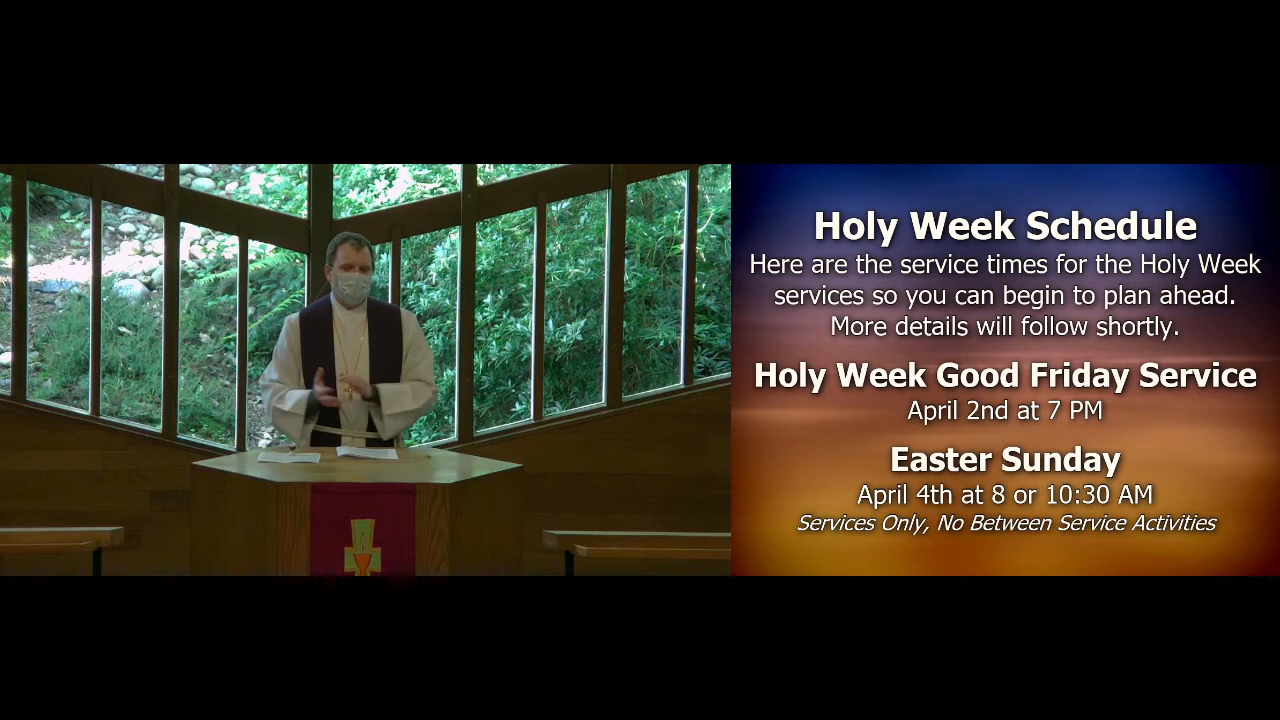 Holy Week Schedule
Here are the service times for the Holy Week
services so you can begin to plan ahead.
More details will follow shortly.
Holy Week Good Friday Service
April 2nd at 7 PM
Easter Sunday
April 4th at 8 or 10:30 AM
Services Only, No Between Service Activities